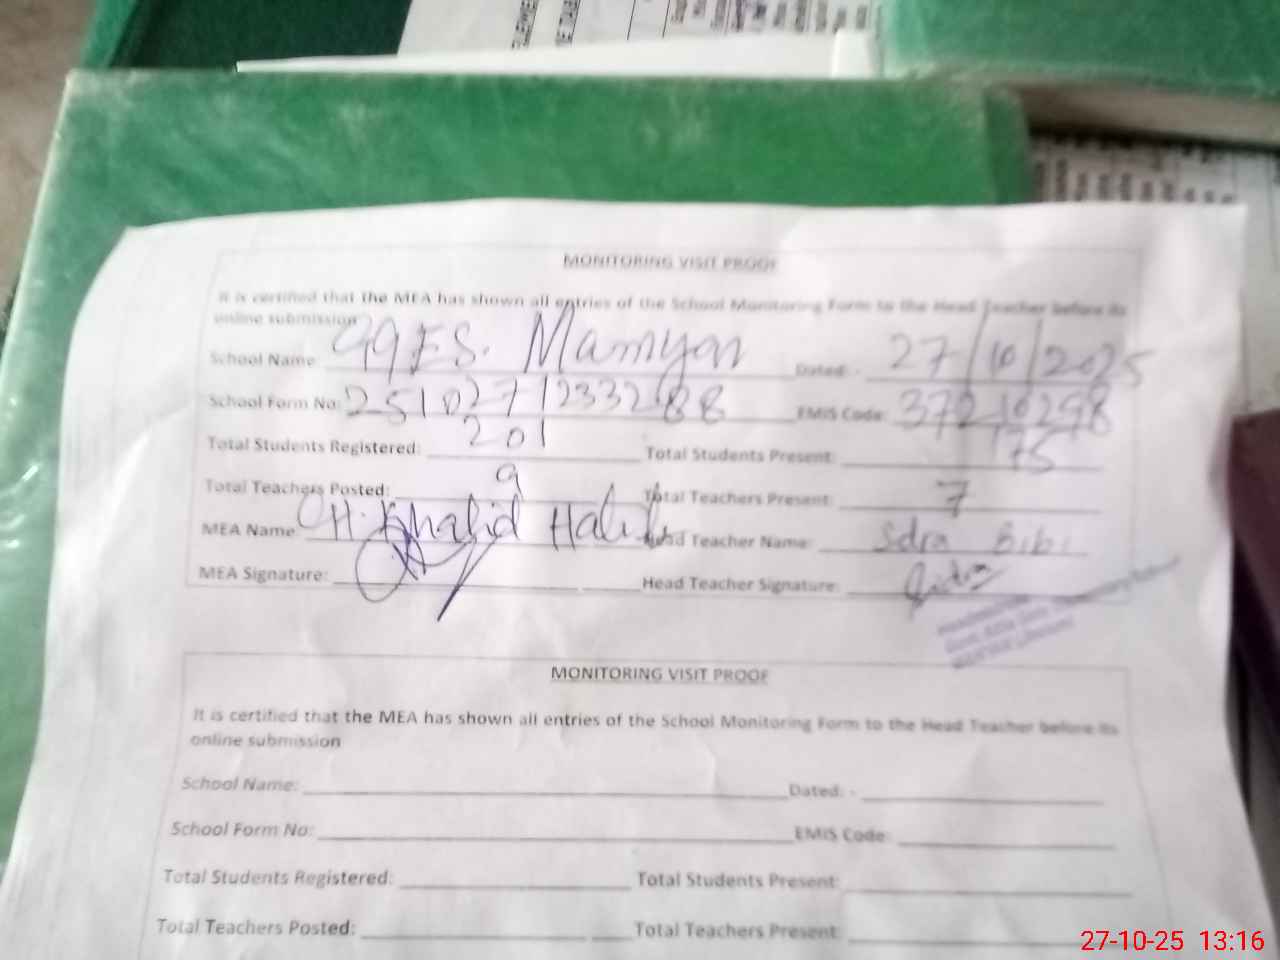 MONITORING VISIT PROOF
It is certified that the MEA has shown all entries of the School Monitoring Form to the Head Teacher before its
online submission
School Name: GGES. Mamyam Dated: - 27/10/2025
School Form No: 25102712332188 EMIS Code: 37210298
Total Students Registered: 201 Total Students Present: 175
Total Teachers Posted: 9 Total Teachers Present: 7
MEA Name: CH. Khalid Head Teacher Name: Sdra Bibi
MEA Signature: Head Teacher Signature:
MONITORING VISIT PROOF
It is certified that the MEA has shown all entries of the School Monitoring Form to the Head Teacher before its
online submission
School Name: Dated: -
School Form No: EMIS Code:
Total Students Registered: Total Students Present:
Total Teachers Posted: Total Teachers Present:
27-10-25 13:16